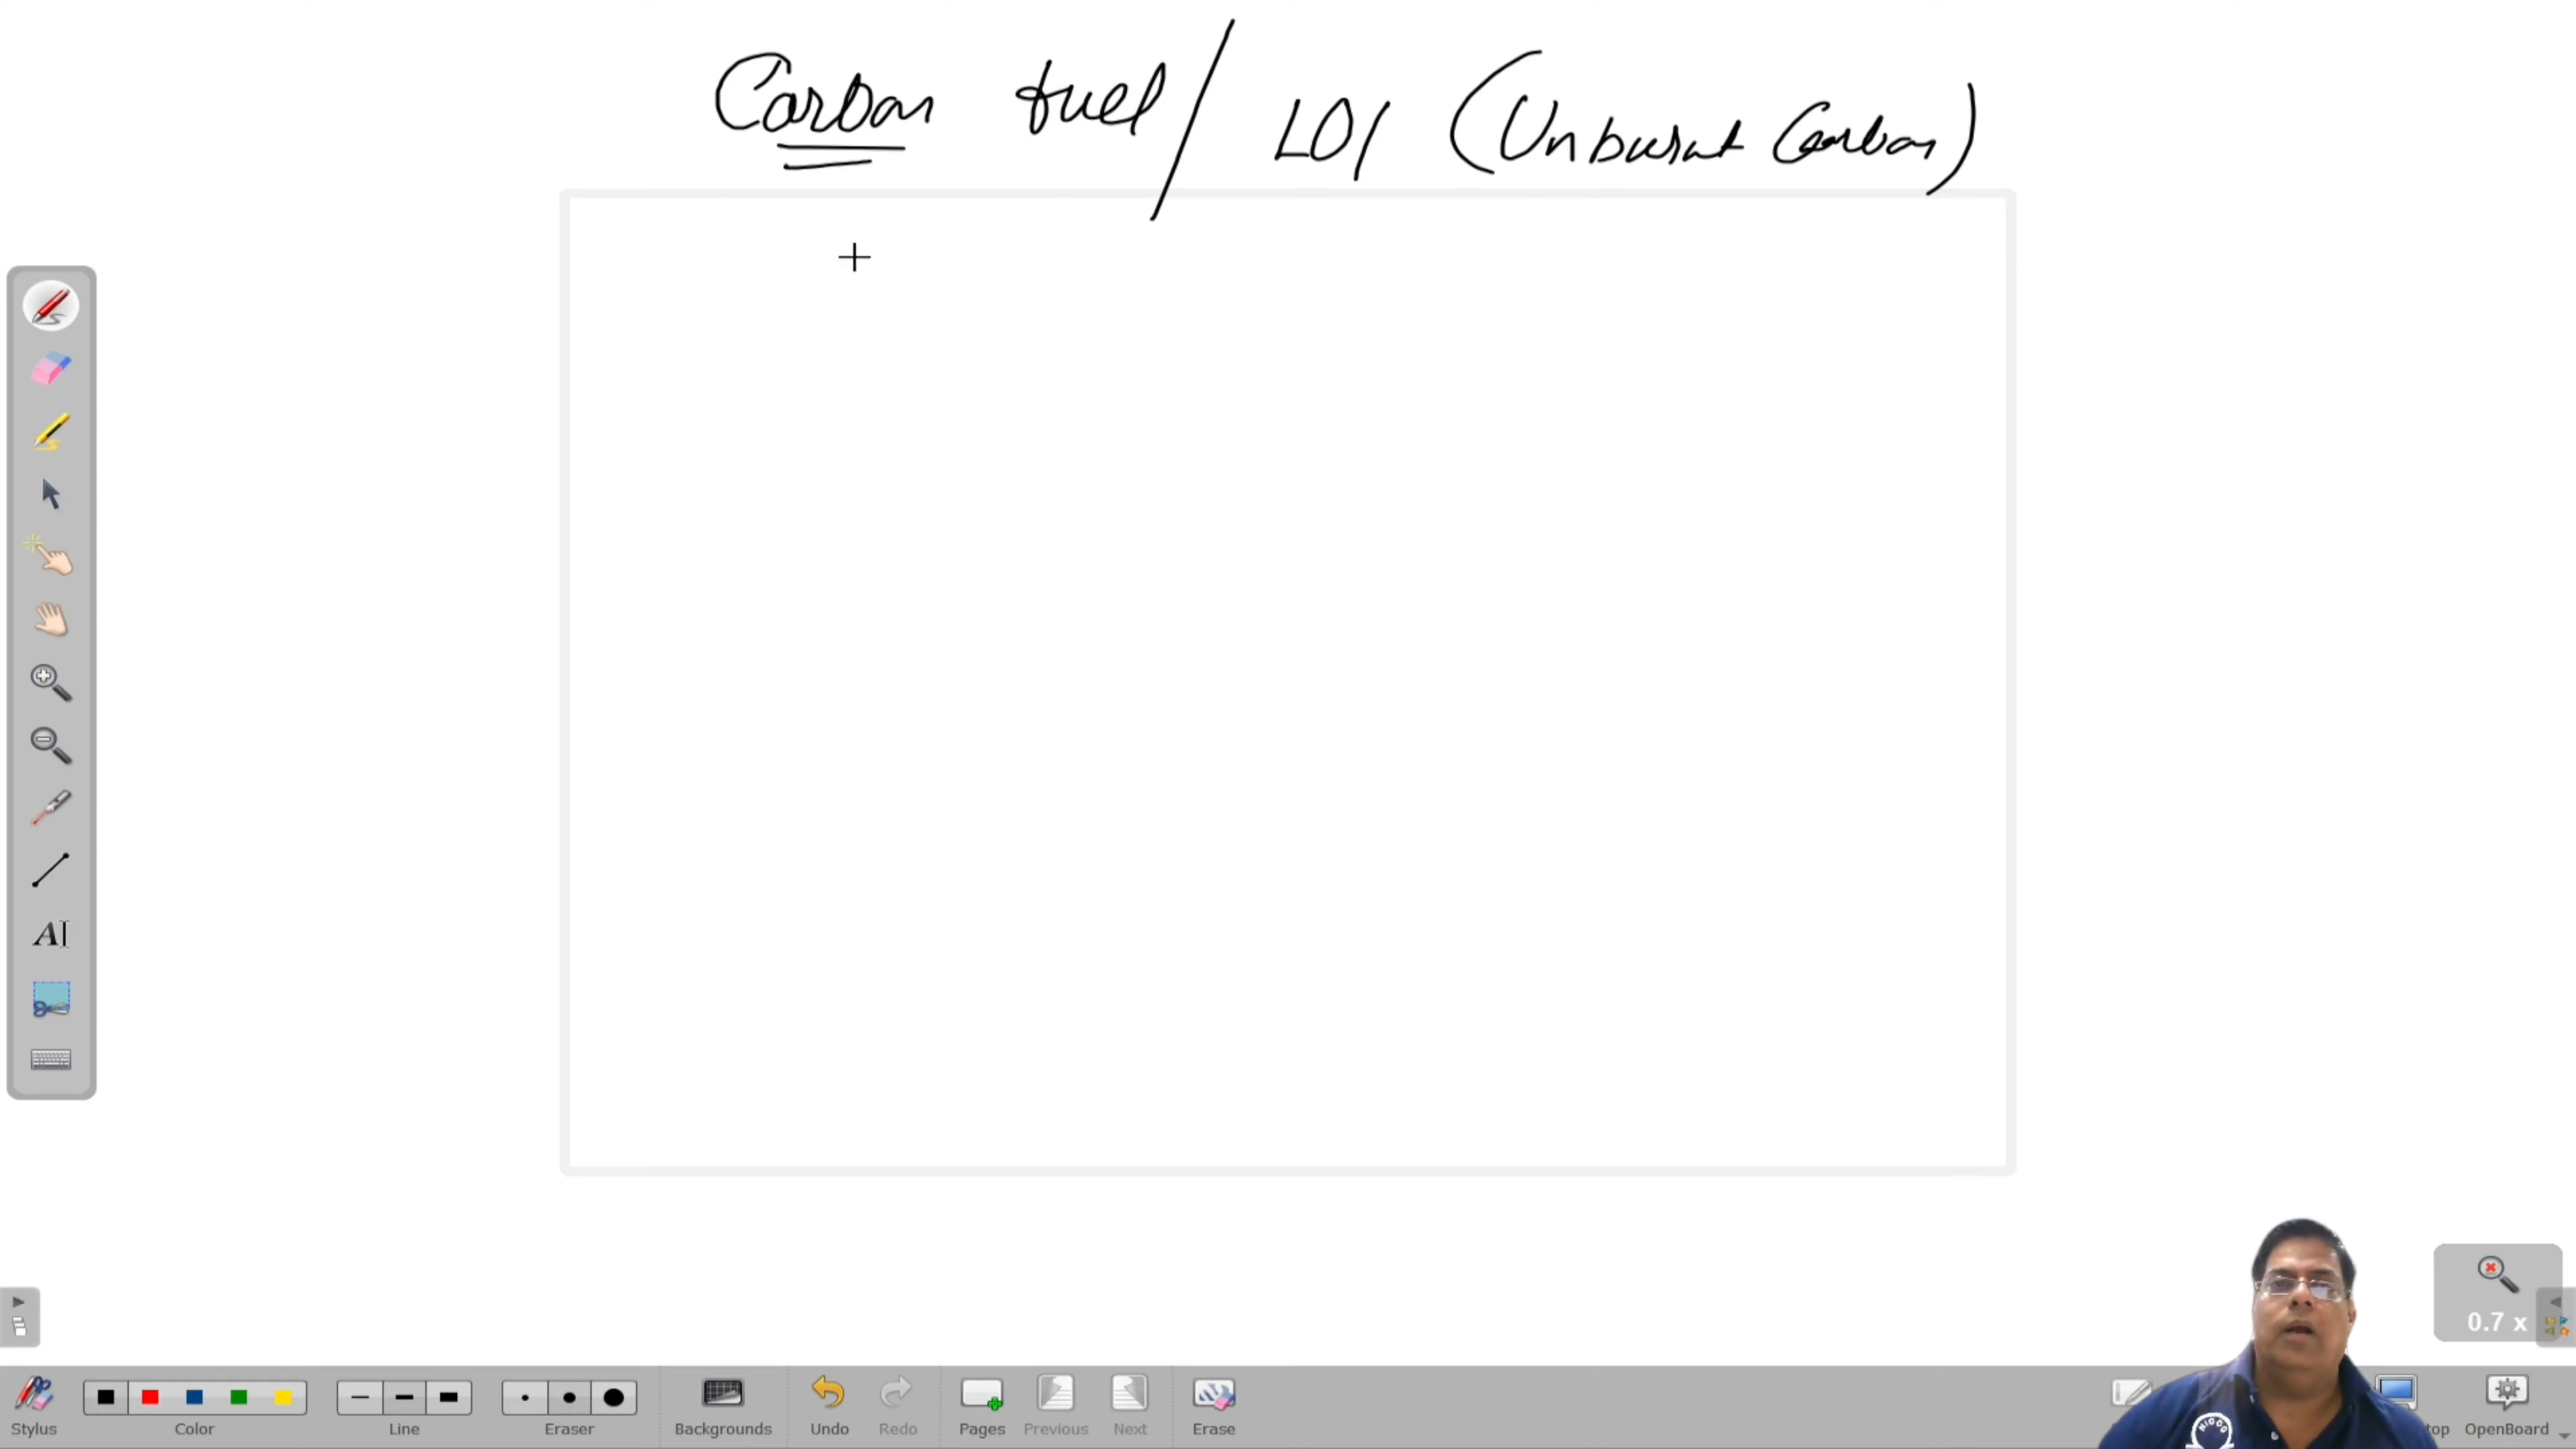 Carbon fuel / LOI (Unburnt Carbon)
0.7 x
Stylus
Color
Line
Eraser
Backgrounds
Undo
Redo
Pages
Previous
Next
Erase
top
OpenBoard